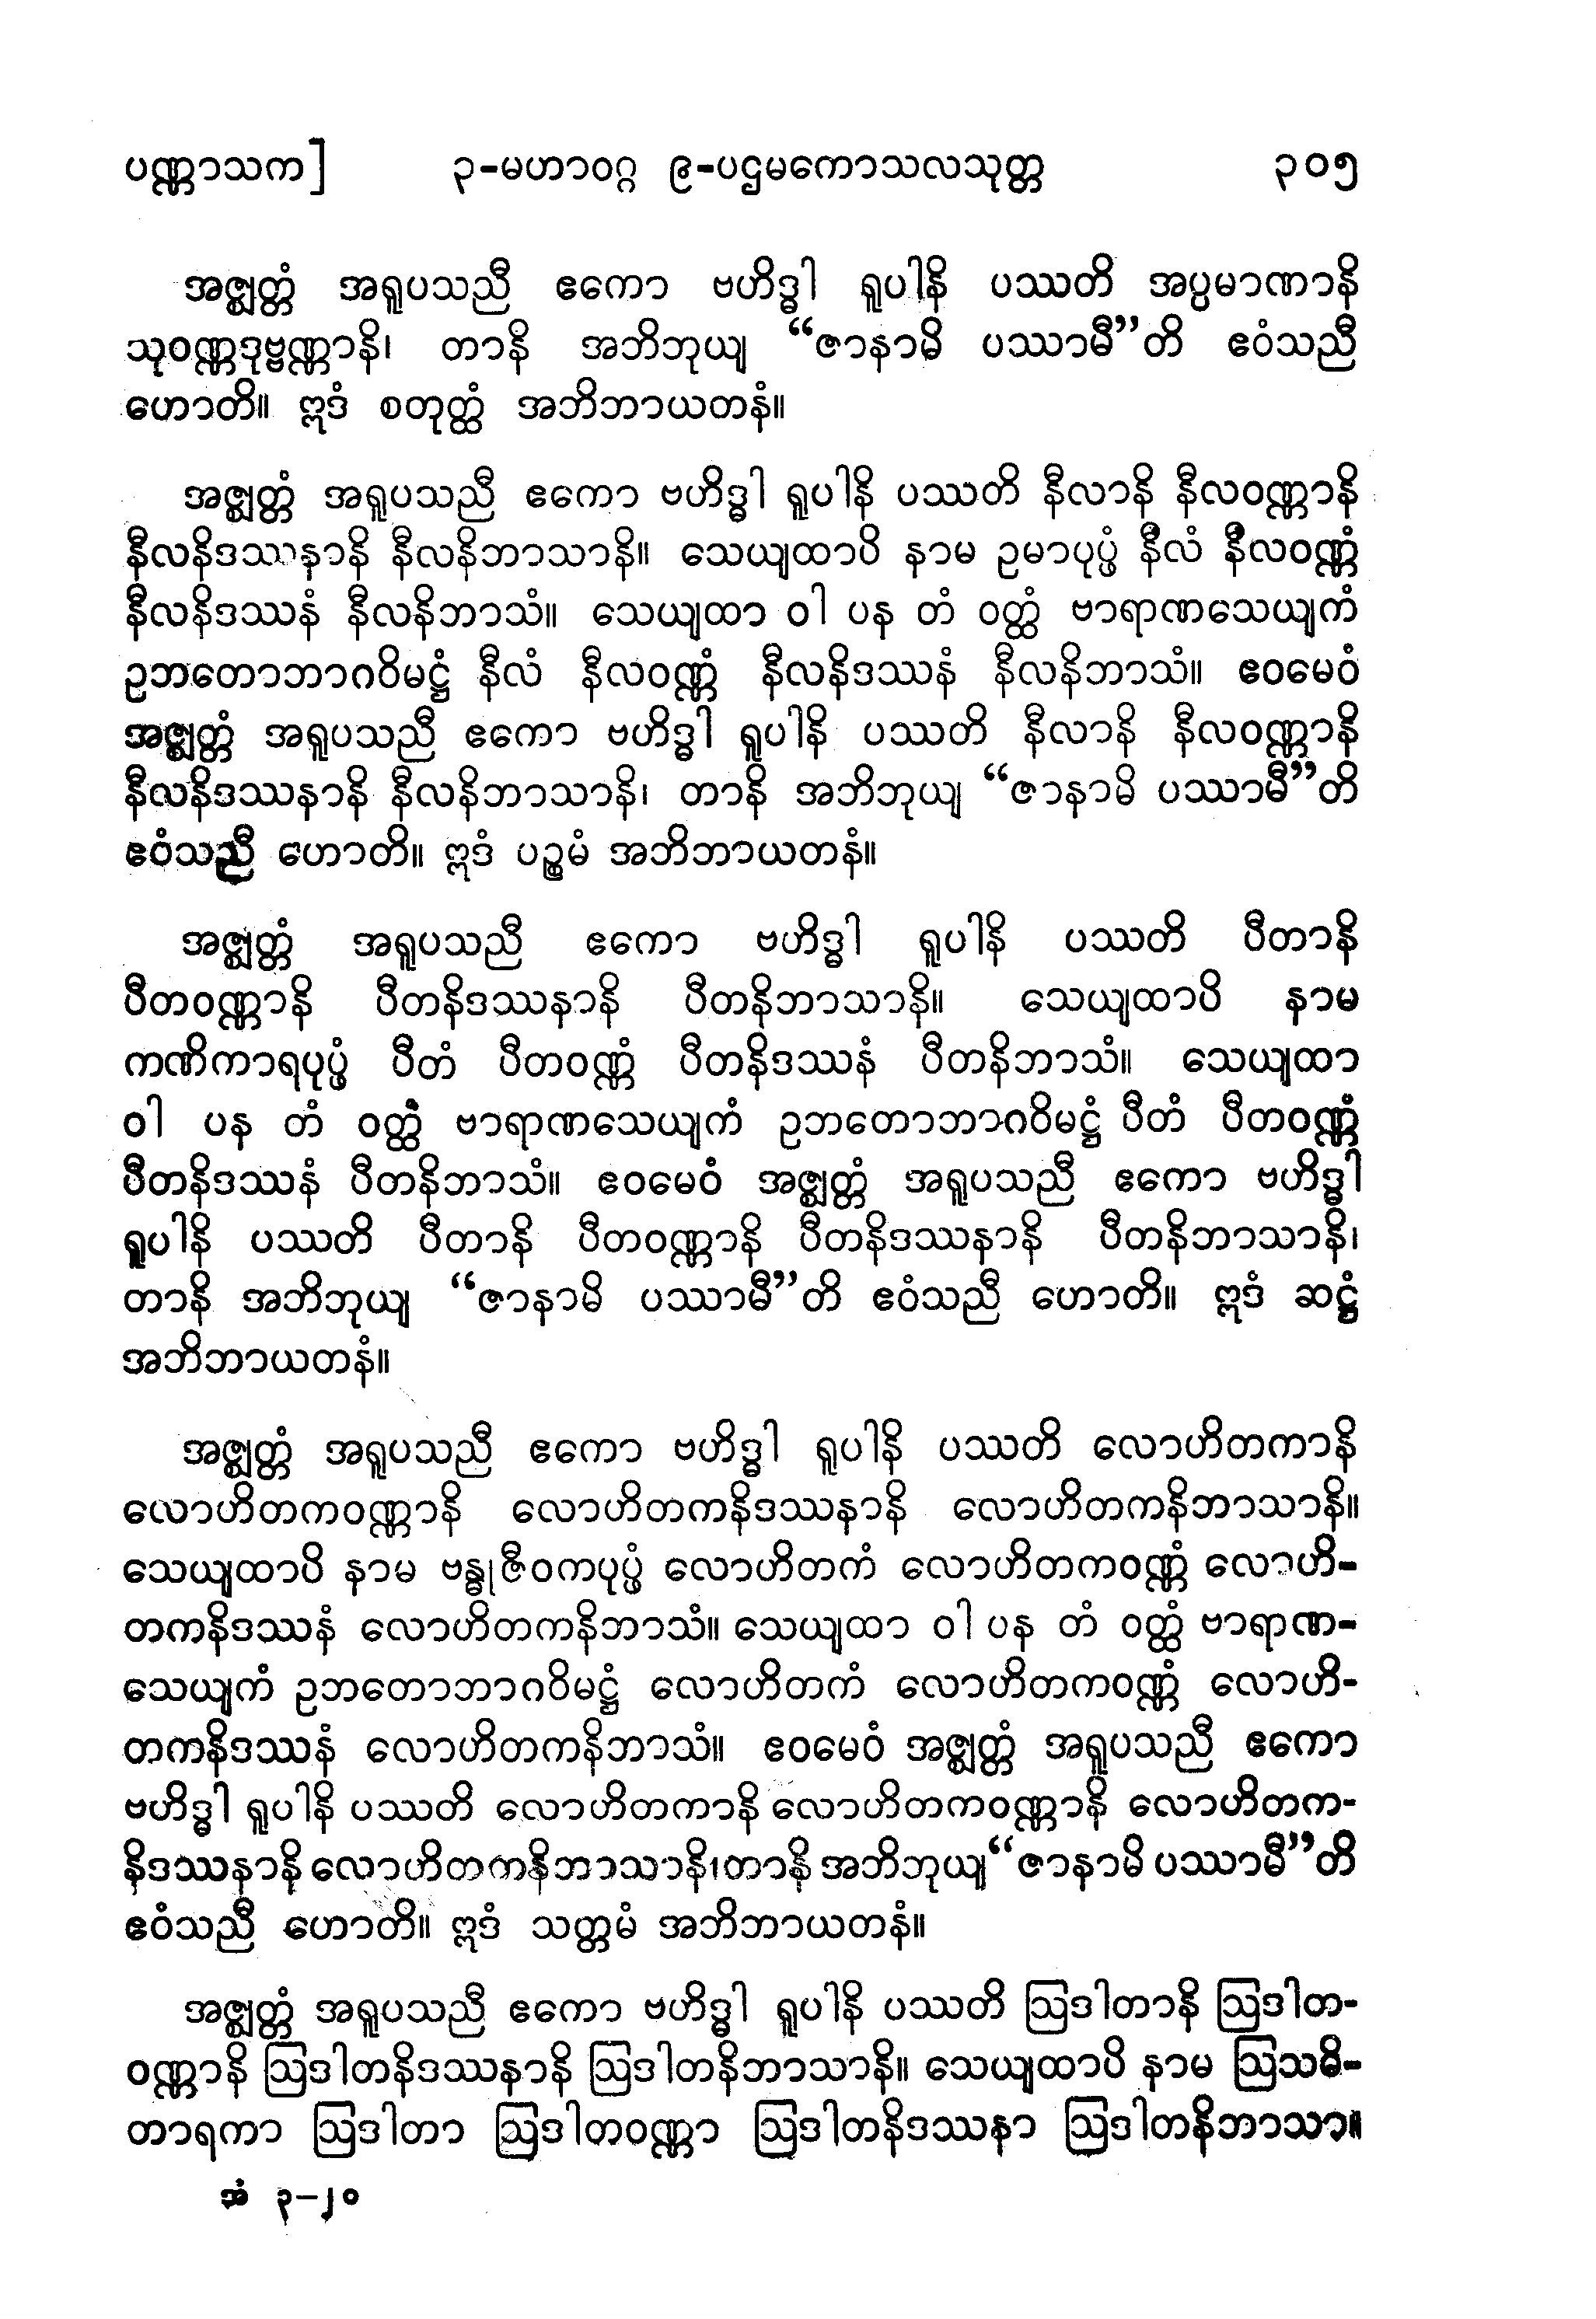 ပဏ္ဏာသက] ၃-မဟာဝဂ္ဂ ၉-ပဌမကောသလသုတ္တ ၃၀၅
အဇ္ဈတ္တံ အရူပသညီ ဧကော ဗဟိဒ္ဓါ ရူပါနိ ပဿတိ အပ္ပမာဏာနိ
သုဝဏ္ဏဒုဗ္ဗဏ္ဏာနိ၊ တာနိ အဘိဘုယျ “ဇာနာမိ ပဿာမီ”တိ ဧဝံသညီ
ဟောတိ။ ဣဒံ စတုတ္ထံ အဘိဘာယတနံ။
အဇ္ဈတ္တံ အရူပသညီ ဧကော ဗဟိဒ္ဓါ ရူပါနိ ပဿတိ နီလာနိ နီလဝဏ္ဏာနိ
နီလနိဒဿနာနိ နီလနိဘာသာနိ။ သေယျထာပိ နာမ ဥမာပုပ္ဖံ နီလံ နီလဝဏ္ဏံ
နီလနိဒဿနံ နီလနိဘာသံ။ သေယျထာ ဝါ ပန တံ ဝတ္ထံ ဗာရာဏသေယျကံ
ဥဘတောဘာဂဝိမဋ္ဌံ နီလံ နီလဝဏ္ဏံ နီလနိဒဿနံ နီလနိဘာသံ။ ဧဝမေဝံ
အဇ္ဈတ္တံ အရူပသညီ ဧကော ဗဟိဒ္ဓါ ရူပါနိ ပဿတိ နီလာနိ နီလဝဏ္ဏာနိ
နီလနိဒဿနာနိ နီလနိဘာသာနိ၊ တာနိ အဘိဘုယျ “ဇာနာမိ ပဿာမီ”တိ
ဧဝံသညီ ဟောတိ။ ဣဒံ ပဉ္စမံ အဘိဘာယတနံ။
အဇ္ဈတ္တံ အရူပသညီ ဧကော ဗဟိဒ္ဓါ ရူပါနိ ပဿတိ ပီတာနိ
ပီတဝဏ္ဏာနိ ပီတနိဒဿနာနိ ပီတနိဘာသာနိ။ သေယျထာပိ နာမ
ကဏိကာရပုပ္ဖံ ပီတံ ပီတဝဏ္ဏံ ပီတနိဒဿနံ ပီတနိဘာသံ။ သေယျထာ
ဝါ ပန တံ ဝတ္ထံ ဗာရာဏသေယျကံ ဥဘတောဘာဂဝိမဋ္ဌံ ပီတံ ပီတဝဏ္ဏံ
ပီတနိဒဿနံ ပီတနိဘာသံ။ ဧဝမေဝံ အဇ္ဈတ္တံ အရူပသညီ ဧကော ဗဟိဒ္ဓါ
ရူပါနိ ပဿတိ ပီတာနိ ပီတဝဏ္ဏာနိ ပီတနိဒဿနာနိ ပီတနိဘာသာနိ၊
တာနိ အဘိဘုယျ “ဇာနာမိ ပဿာမီ”တိ ဧဝံသညီ ဟောတိ။ ဣဒံ ဆဋ္ဌံ
အဘိဘာယတနံ။
အဇ္ဈတ္တံ အရူပသညီ ဧကော ဗဟိဒ္ဓါ ရူပါနိ ပဿတိ လောဟိတကာနိ
လောဟိတကဝဏ္ဏာနိ လောဟိတကနိဒဿနာနိ လောဟိတကနိဘာသာနိ။
သေယျထာပိ နာမ ဗန္ဓုဇီဝကပုပ္ဖံ လောဟိတကံ လောဟိတကဝဏ္ဏံ လောဟိ-
တကနိဒဿနံ လောဟိတကနိဘာသံ။ သေယျထာ ဝါ ပန တံ ဝတ္ထံ ဗာရာဏ-
သေယျကံ ဥဘတောဘာဂဝိမဋ္ဌံ လောဟိတကံ လောဟိတကဝဏ္ဏံ လောဟိ-
တကနိဒဿနံ လောဟိတကနိဘာသံ။ ဧဝမေဝံ အဇ္ဈတ္တံ အရူပသညီ ဧကော
ဗဟိဒ္ဓါ ရူပါနိ ပဿတိ လောဟိတကာနိ လောဟိတကဝဏ္ဏာနိ လောဟိတက-
နိဒဿနာနိ လောဟိတကနိဘာသာနိ၊တာနိ အဘိဘုယျ“ဇာနာမိ ပဿာမီ”တိ
ဧဝံသညီ ဟောတိ။ ဣဒံ သတ္တမံ အဘိဘာယတနံ။
အဇ္ဈတ္တံ အရူပသညီ ဧကော ဗဟိဒ္ဓါ ရူပါနိ ပဿတိ ဩဒါတာနိ ဩဒါတ-
ဝဏ္ဏာနိ ဩဒါတနိဒဿနာနိ ဩဒါတနိဘာသာနိ။ သေယျထာပိ နာမ ဩသဓိ-
တာရကာ ဩဒါတာ ဩဒါတဝဏ္ဏာ ဩဒါတနိဒဿနာ ဩဒါတနိဘာသာ။
အံ ၃-၂၀